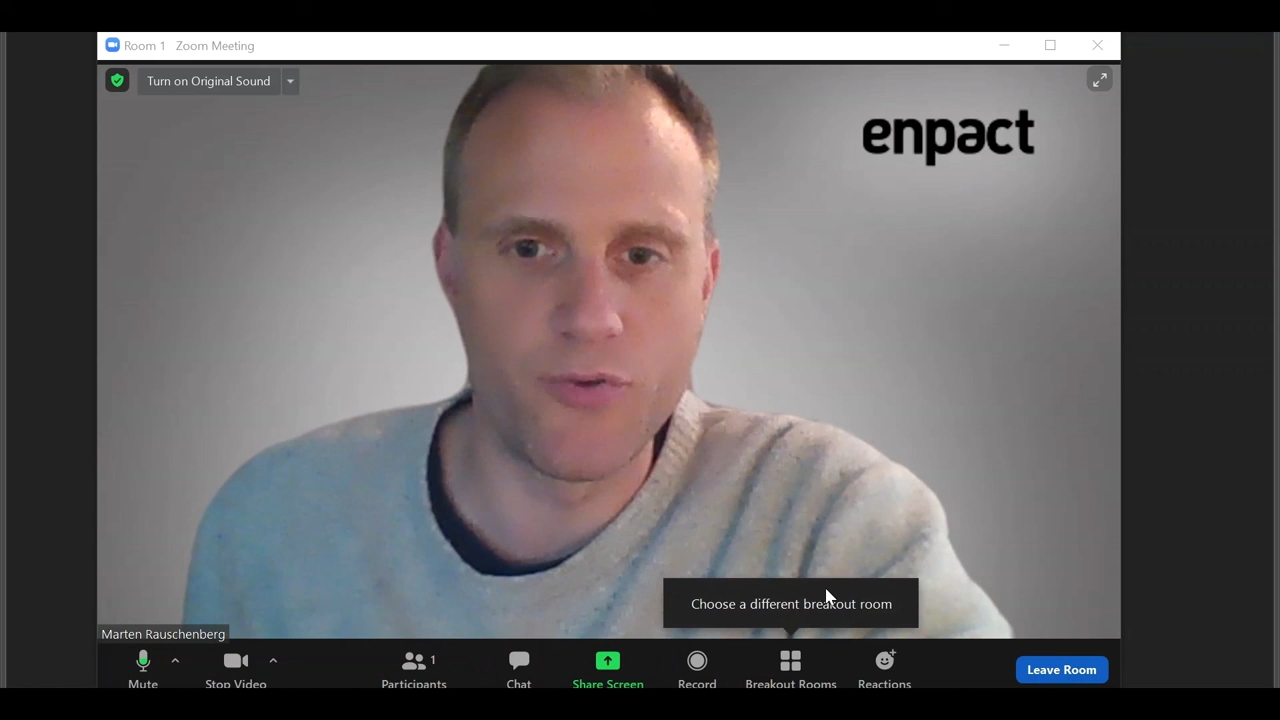 Room 1 Zoom Meeting
Turn on Original Sound
enpact
Choose a different breakout room
Marten Rauschenberg
1
Mute
Stop Video
Participants
Chat
Share Screen
Record
Breakout Rooms
Reactions
Leave Room